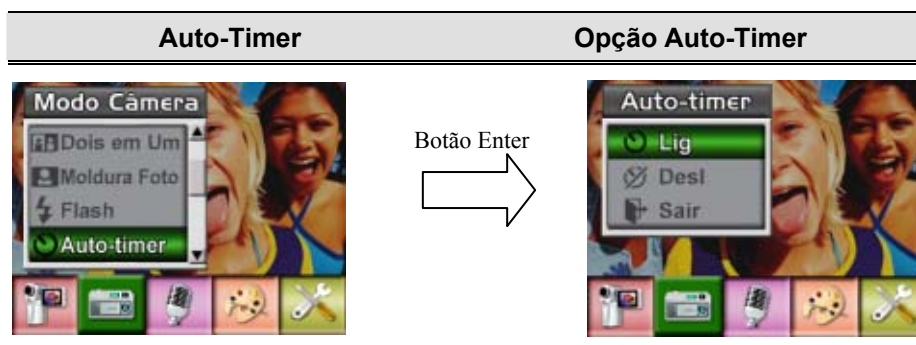 Auto-Timer
Opção Auto-Timer
Modo Câmera
Dois em Um
Moldura Foto
Flash
Auto-timer
Botão Enter
Auto-timer
Lig
Desl
Sair